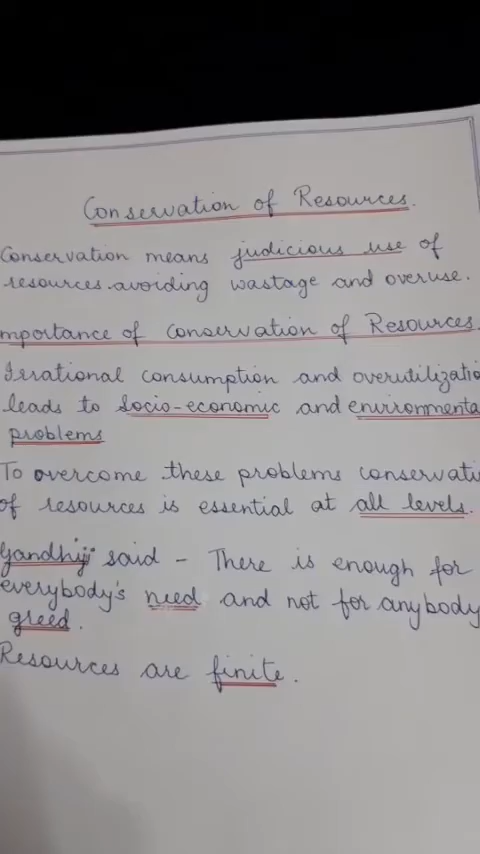 Conservation of Resources.
Conservation means judicious use of
resources avoiding wastage and overuse.
mportance of conservation of Resources.
Irrational consumption and overutilizatio
leads to socio-economic and environmenta
problems
To overcome these problems conservati
of resources is essential at all levels.
Gandhiji said - There is enough for
everybody's need and not for anybody
greed.
Resources are finite.